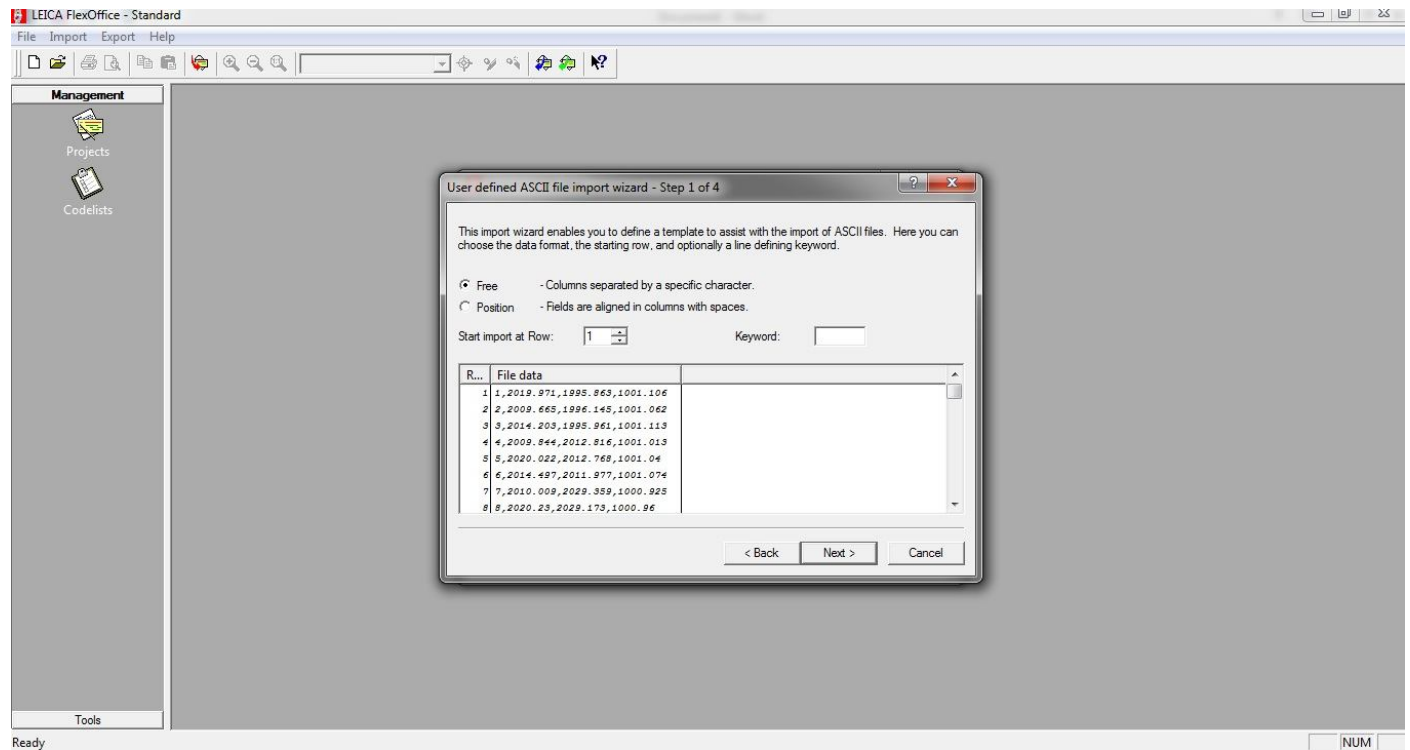 LEICA FlexOffice - Standard
File Import Export Help
Management
Projects
Codelists
User defined ASCII file import wizard - Step 1 of 4
This import wizard enables you to define a template to assist with the import of ASCII files. Here you can
choose the data format, the starting row, and optionally a line defining keyword.
Free - Columns separated by a specific character.
Position - Fields are aligned in columns with spaces.
Start import at Row: 1 Keyword:
R... File data
1 1,2019.971,1995.863,1001.106
2 2,2009.665,1996.145,1001.062
3 3,2014.203,1995.961,1001.113
4 4,2009.844,2012.816,1001.013
5 5,2020.022,2012.768,1001.04
6 6,2014.497,2011.977,1001.074
7 7,2010.009,2029.359,1000.925
8 8,2020.23,2029.173,1000.96
< Back Next > Cancel
Tools
Ready NUM